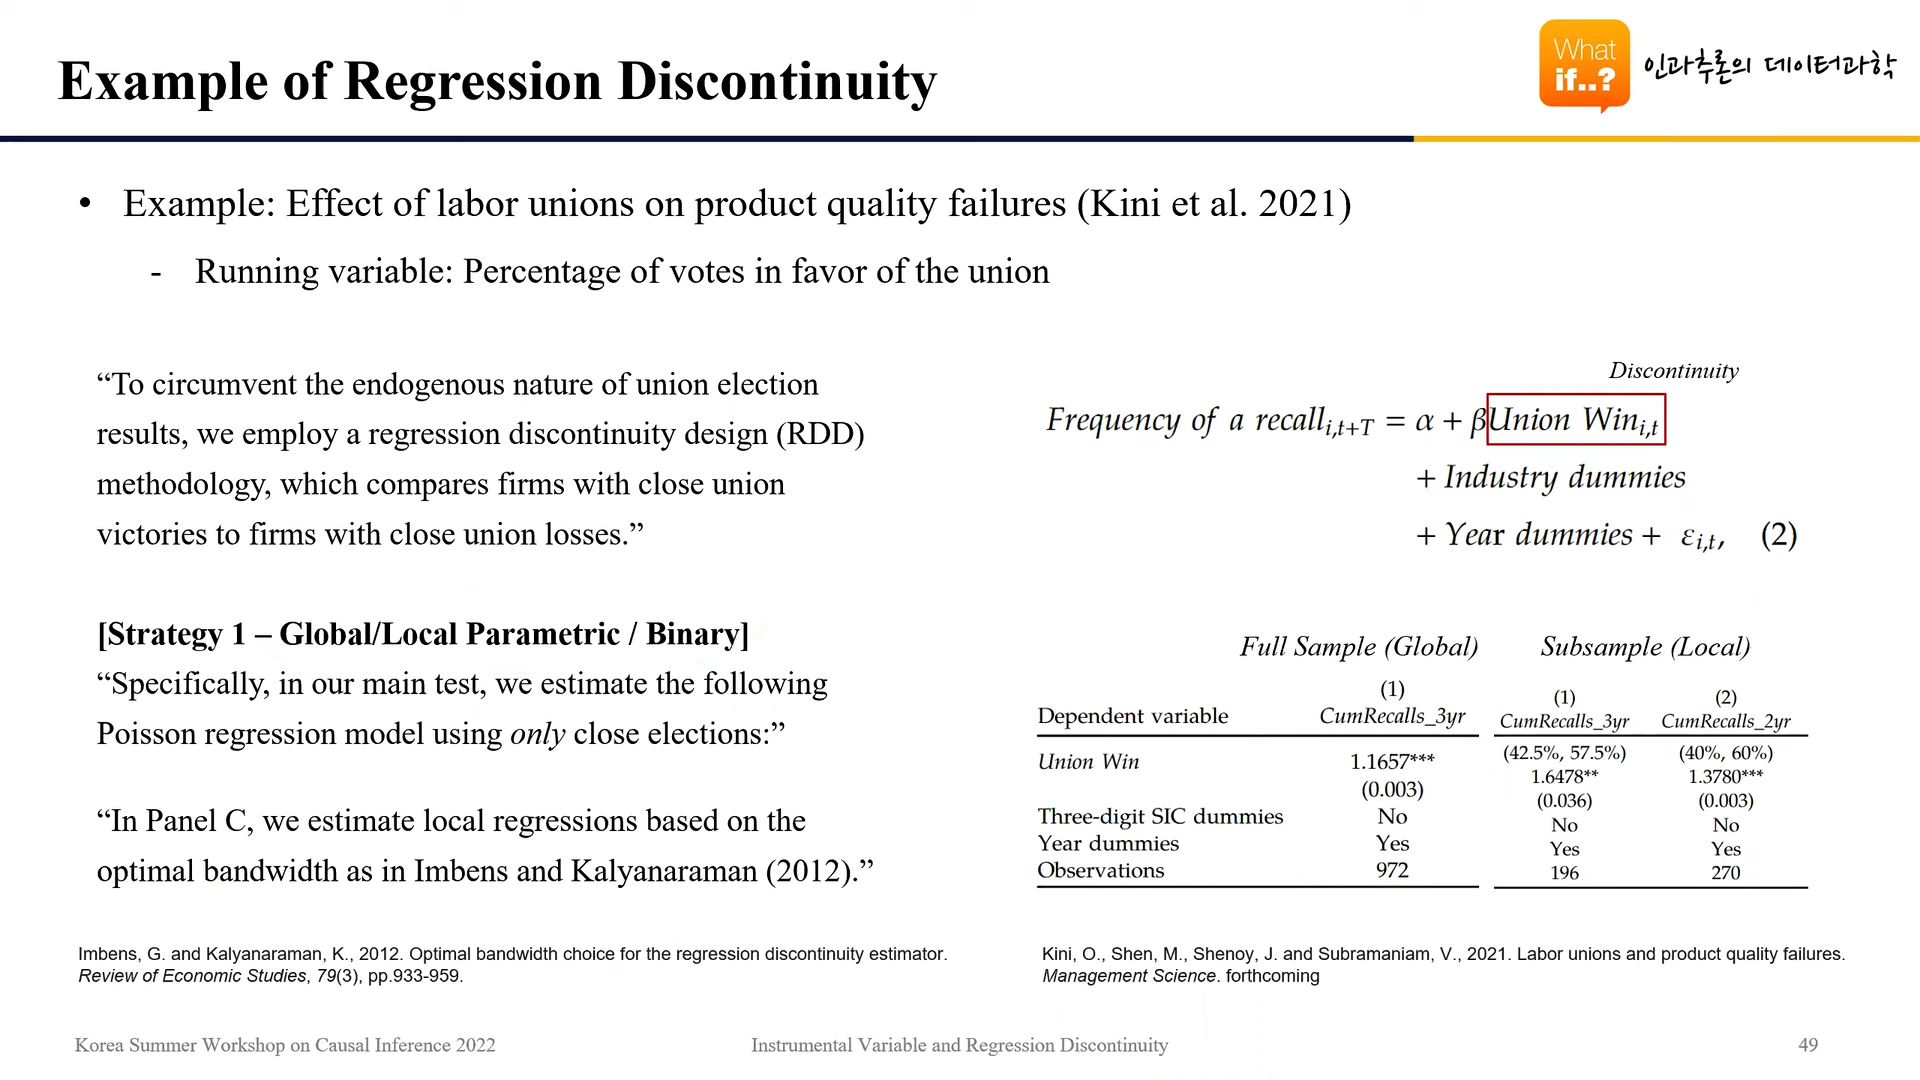 Example of Regression Discontinuity
What
if..?
인과추론의 데이터과학
• Example: Effect of labor unions on product quality failures (Kini et al. 2021)
- Running variable: Percentage of votes in favor of the union
“To circumvent the endogenous nature of union election
results, we employ a regression discontinuity design (RDD)
methodology, which compares firms with close union
victories to firms with close union losses.”
[Strategy 1 – Global/Local Parametric / Binary]
“Specifically, in our main test, we estimate the following
Poisson regression model using only close elections:”
“In Panel C, we estimate local regressions based on the
optimal bandwidth as in Imbens and Kalyanaraman (2012).”
Discontinuity
Frequency of a recall_{i,t+T} = α + βUnion Win_{i,t}
+ Industry dummies
+ Year dummies + ε_{i,t}, (2)
Full Sample (Global) Subsample (Local)
(1) (1) (2)
Dependent variable CumRecalls_3yr CumRecalls_3yr CumRecalls_2yr
(42.5%, 57.5%) (40%, 60%)
Union Win 1.1657*** 1.6478** 1.3780***
(0.003) (0.036) (0.003)
Three-digit SIC dummies No No No
Year dummies Yes Yes Yes
Observations 972 196 270
Imbens, G. and Kalyanaraman, K., 2012. Optimal bandwidth choice for the regression discontinuity estimator.
Review of Economic Studies, 79(3), pp.933-959.
Kini, O., Shen, M., Shenoy, J. and Subramaniam, V., 2021. Labor unions and product quality failures.
Management Science. forthcoming
Korea Summer Workshop on Causal Inference 2022 Instrumental Variable and Regression Discontinuity 49